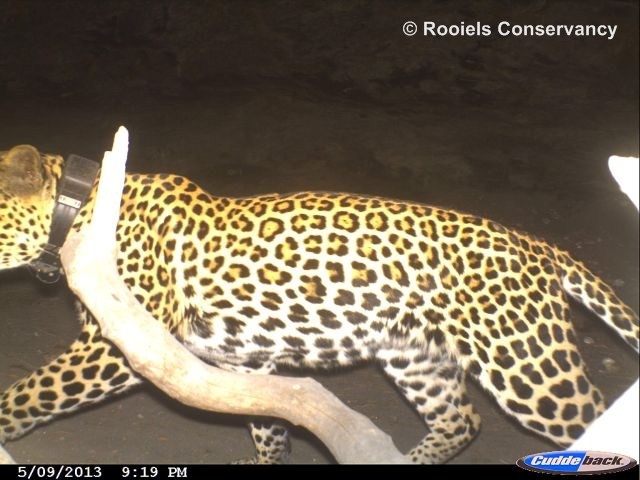 © Rooiels Conservancy
5/09/2013 9:19 PM
Cuddeback